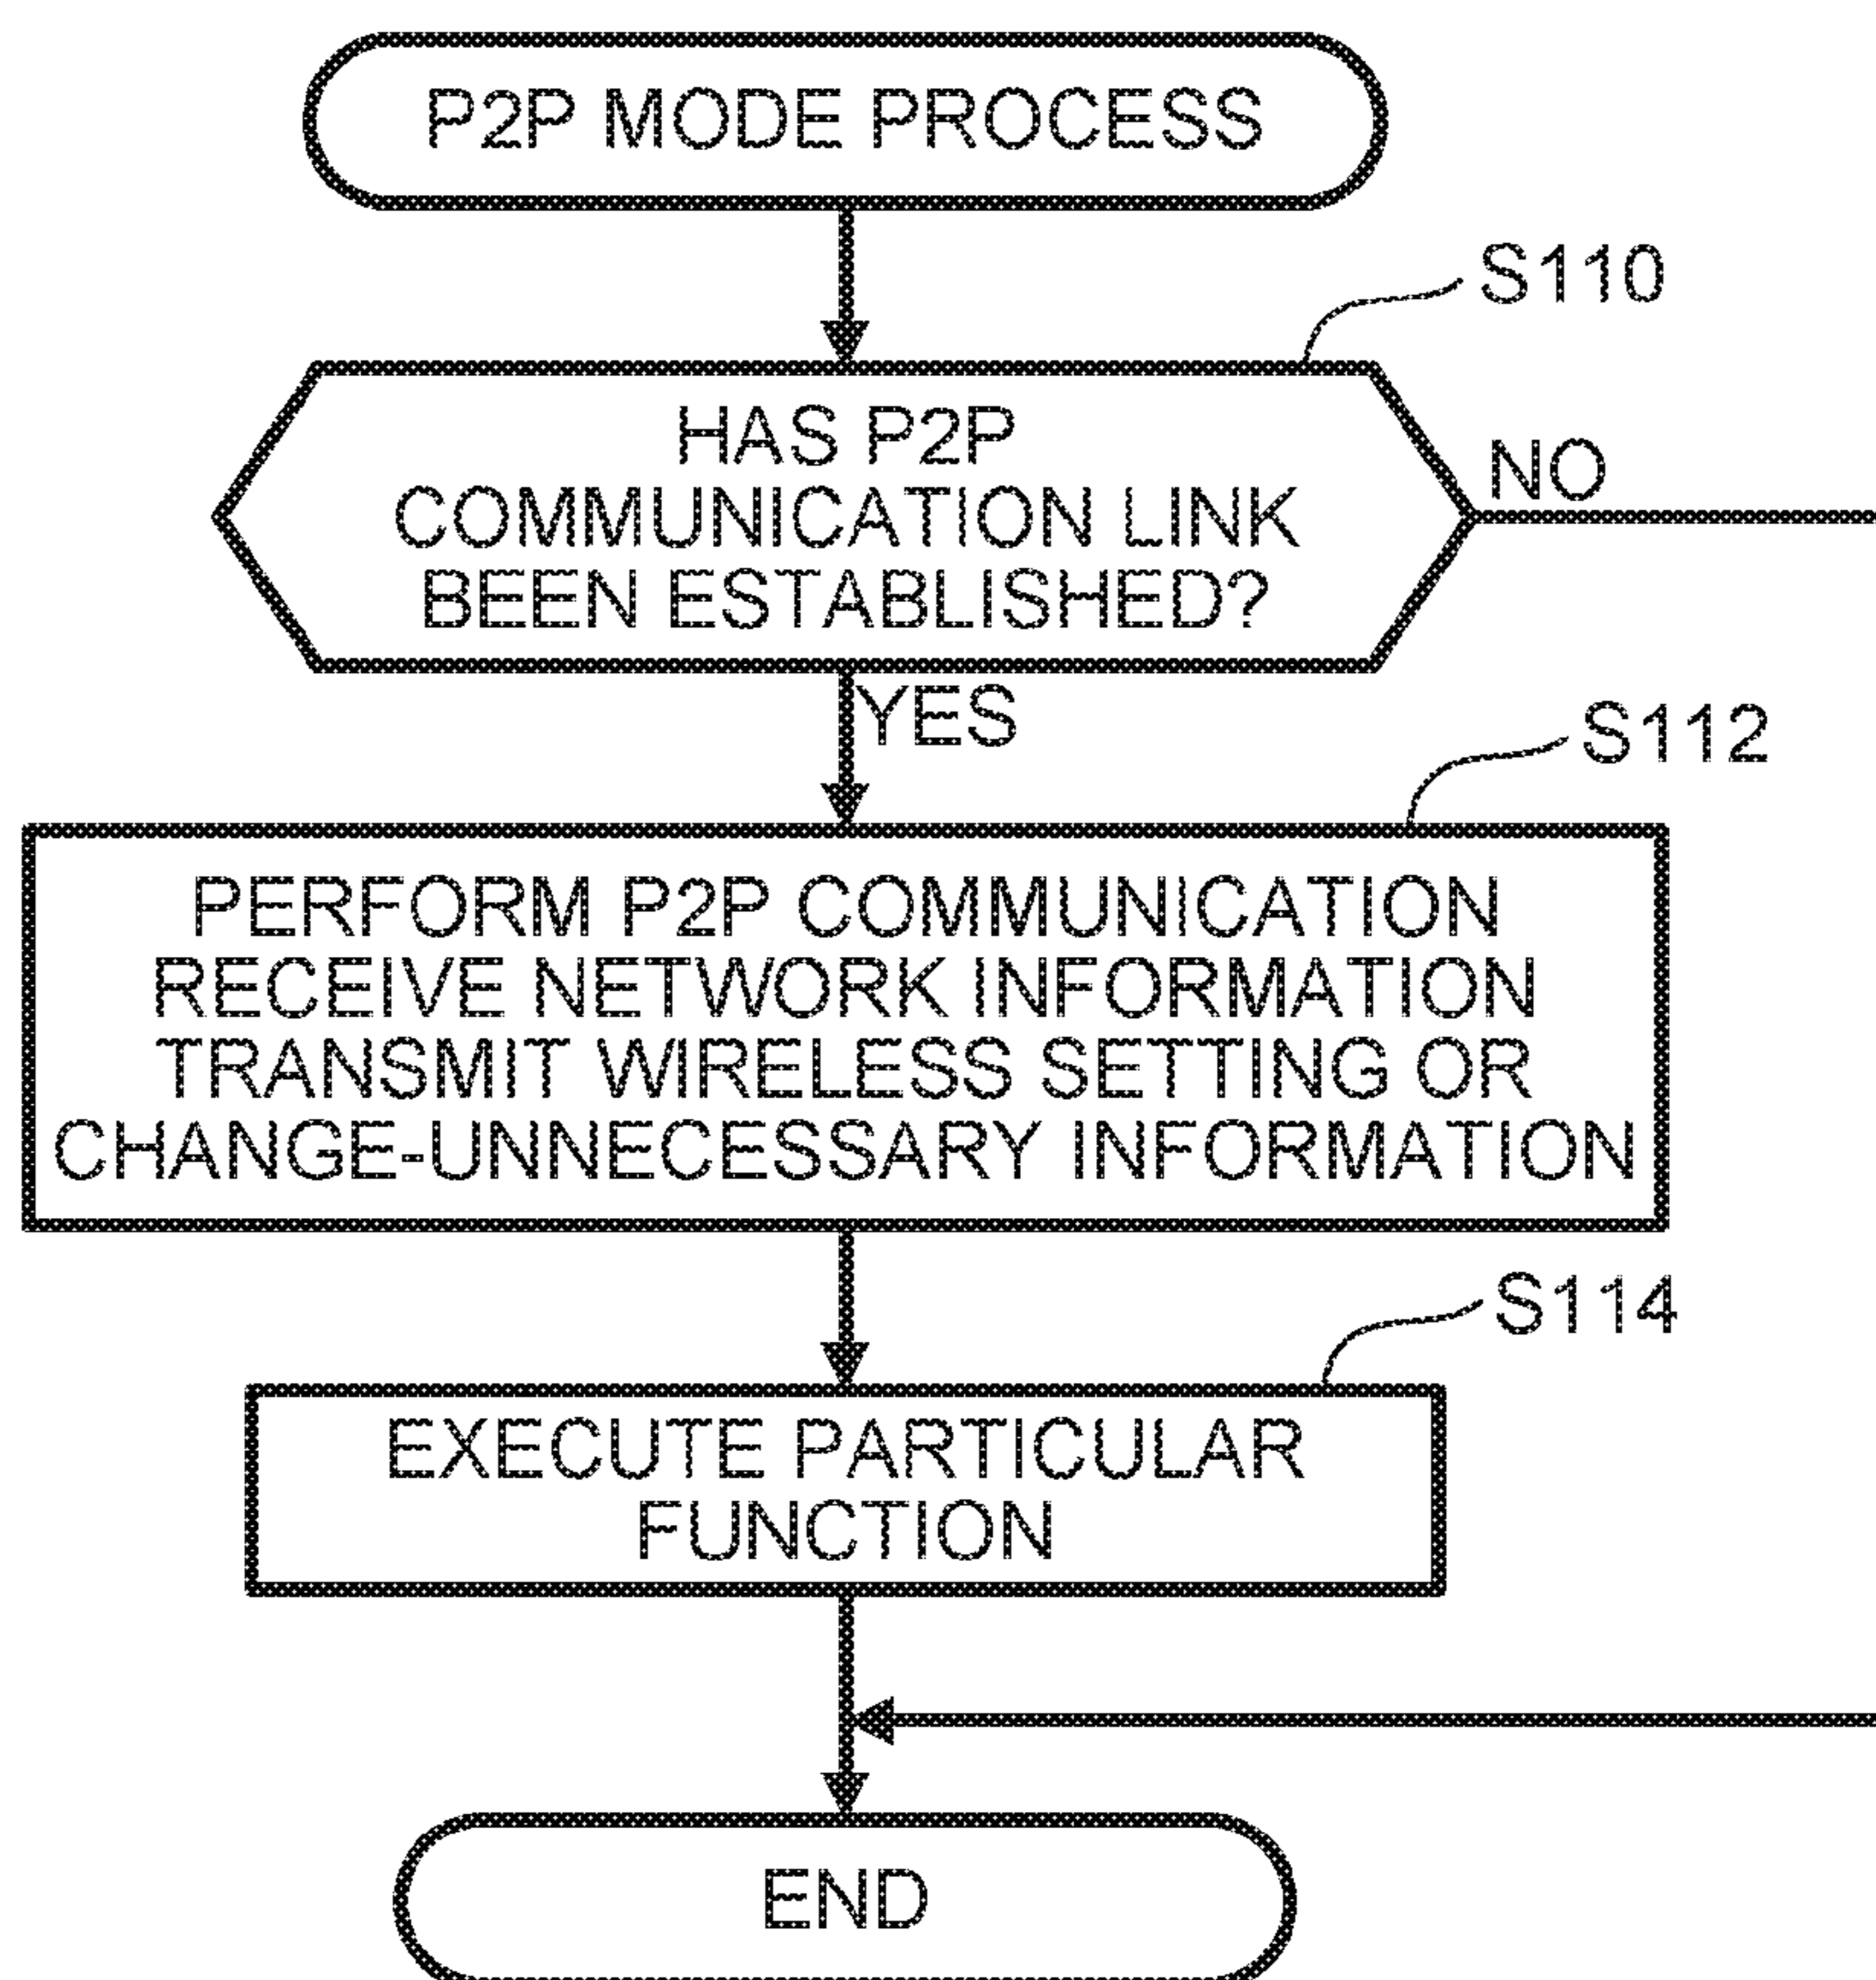 P2P MODE PROCESS
S110
HAS P2P
COMMUNICATION LINK
BEEN ESTABLISHED?
NO
YES
S112
PERFORM P2P COMMUNICATION
RECEIVE NETWORK INFORMATION
TRANSMIT WIRELESS SETTING OR
CHANGE-UNNECESSARY INFORMATION
S114
EXECUTE PARTICULAR
FUNCTION
END